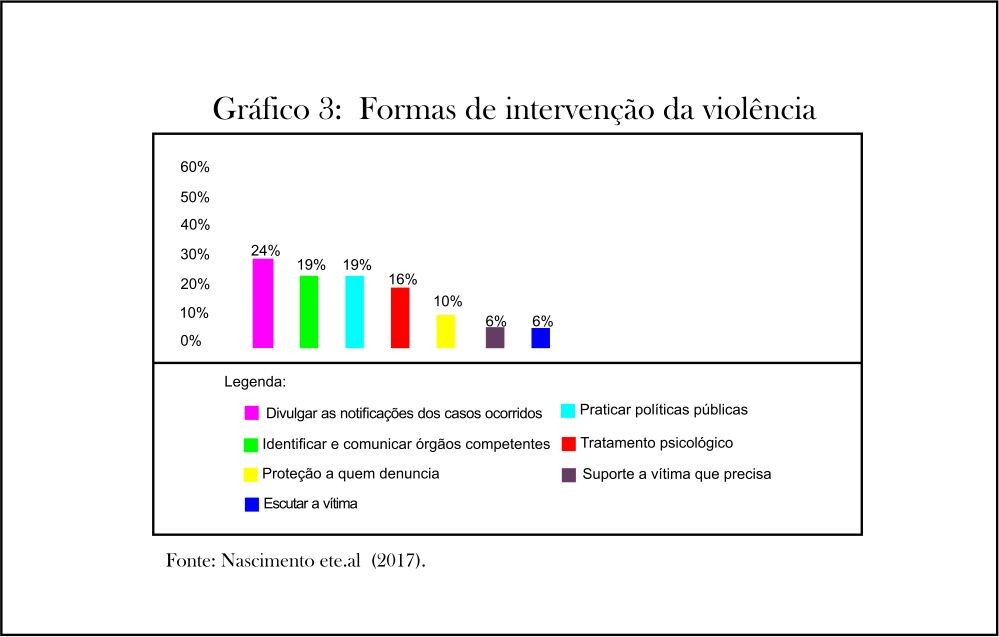 Gráfico 3: Formas de intervenção da violência
60%
50%
40%
30%
20%
10%
0%
24%
19%
19%
16%
10%
6%
6%
Legenda:
Divulgar as notificações dos casos ocorridos
Praticar políticas públicas
Identificar e comunicar órgãos competentes
Tratamento psicológico
Proteção a quem denuncia
Suporte a vítima que precisa
Escutar a vítima
Fonte: Nascimento ete.al (2017).